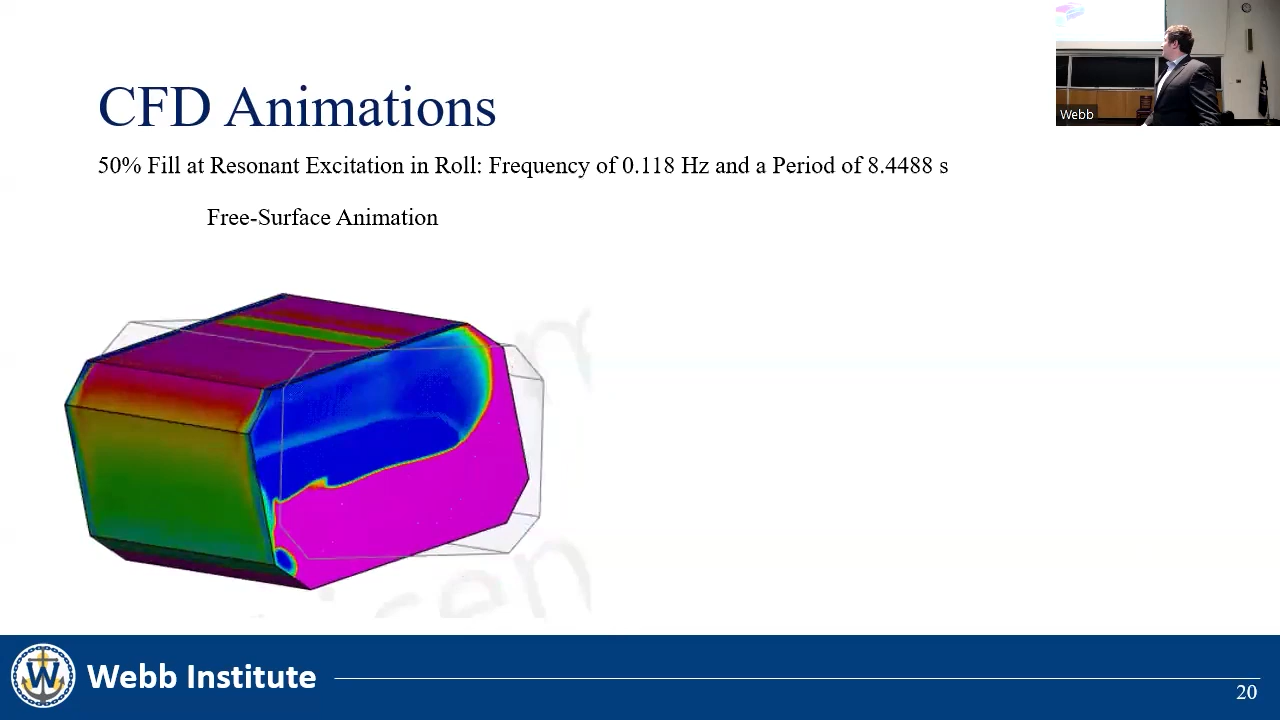 CFD Animations
50% Fill at Resonant Excitation in Roll: Frequency of 0.118 Hz and a Period of 8.4488 s
Free-Surface Animation
Webb
W
Webb Institute
20